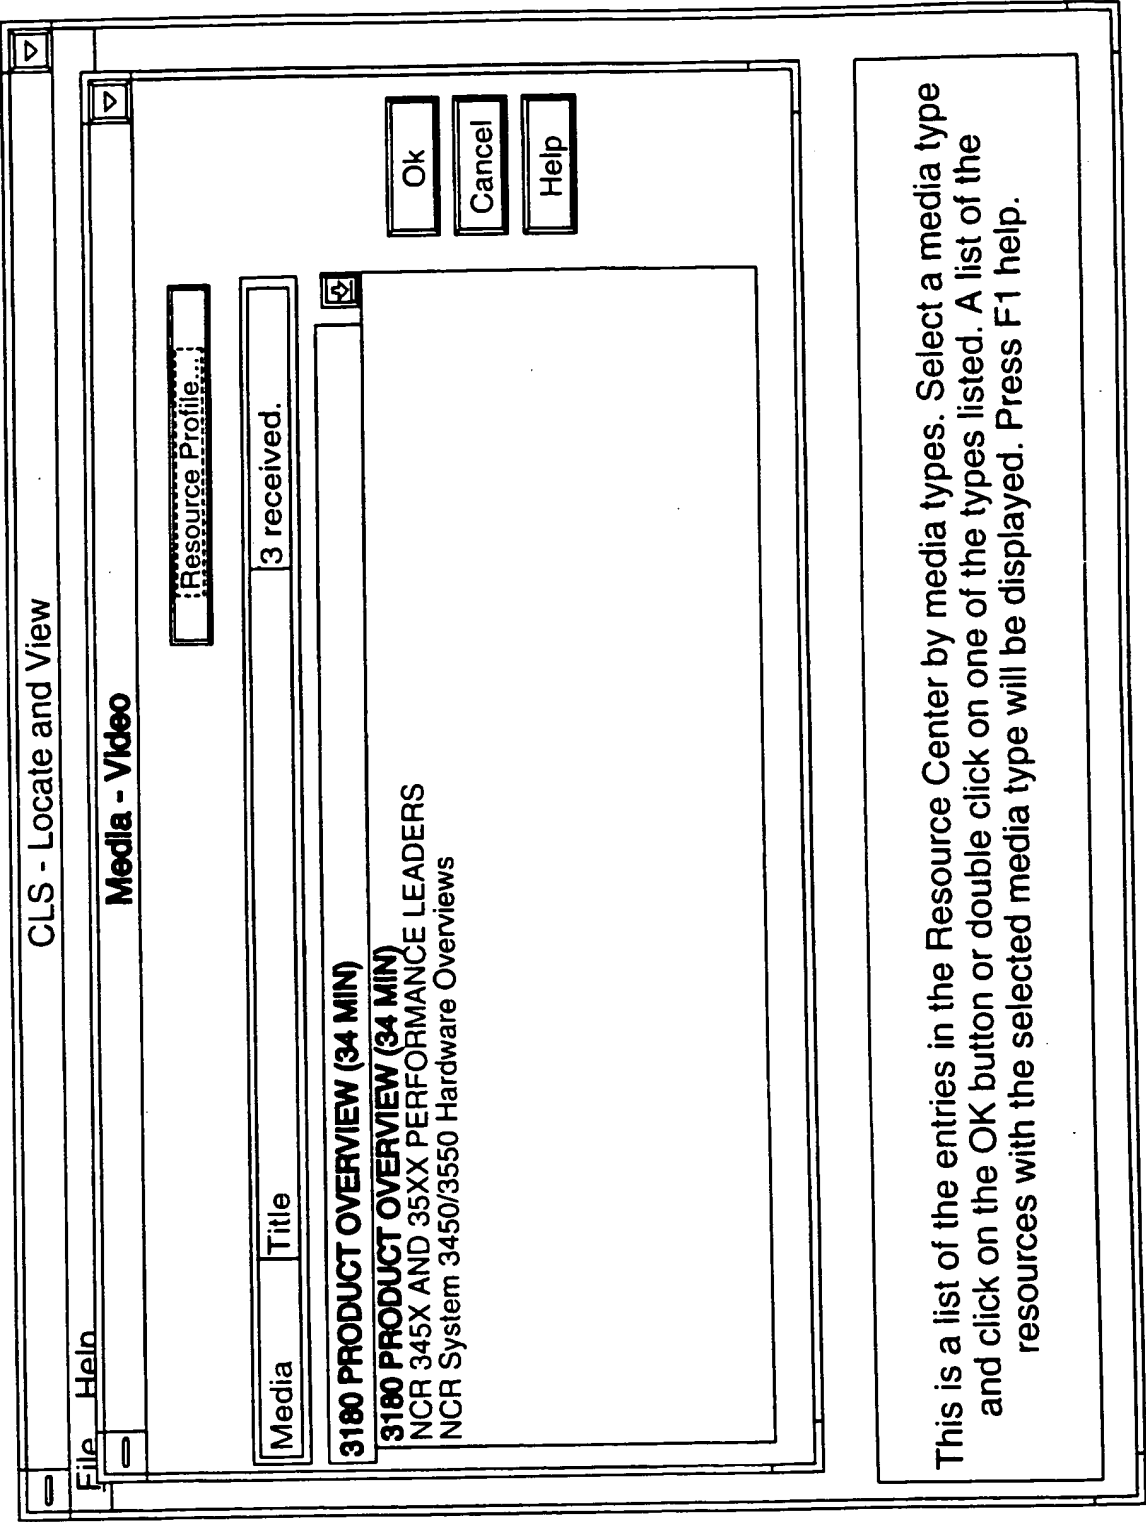 CLS - Locate and View
File Help
Media - Video
Resource Profile...
Media Title 3 received.
3180 PRODUCT OVERVIEW (34 MIN)
3180 PRODUCT OVERVIEW (34 MIN)
NCR 345X AND 35XX PERFORMANCE LEADERS
NCR System 3450/3550 Hardware Overviews
Ok
Cancel
Help
This is a list of the entries in the Resource Center by media types. Select a media type
and click on the OK button or double click on one of the types listed. A list of the
resources with the selected media type will be displayed. Press F1 help.